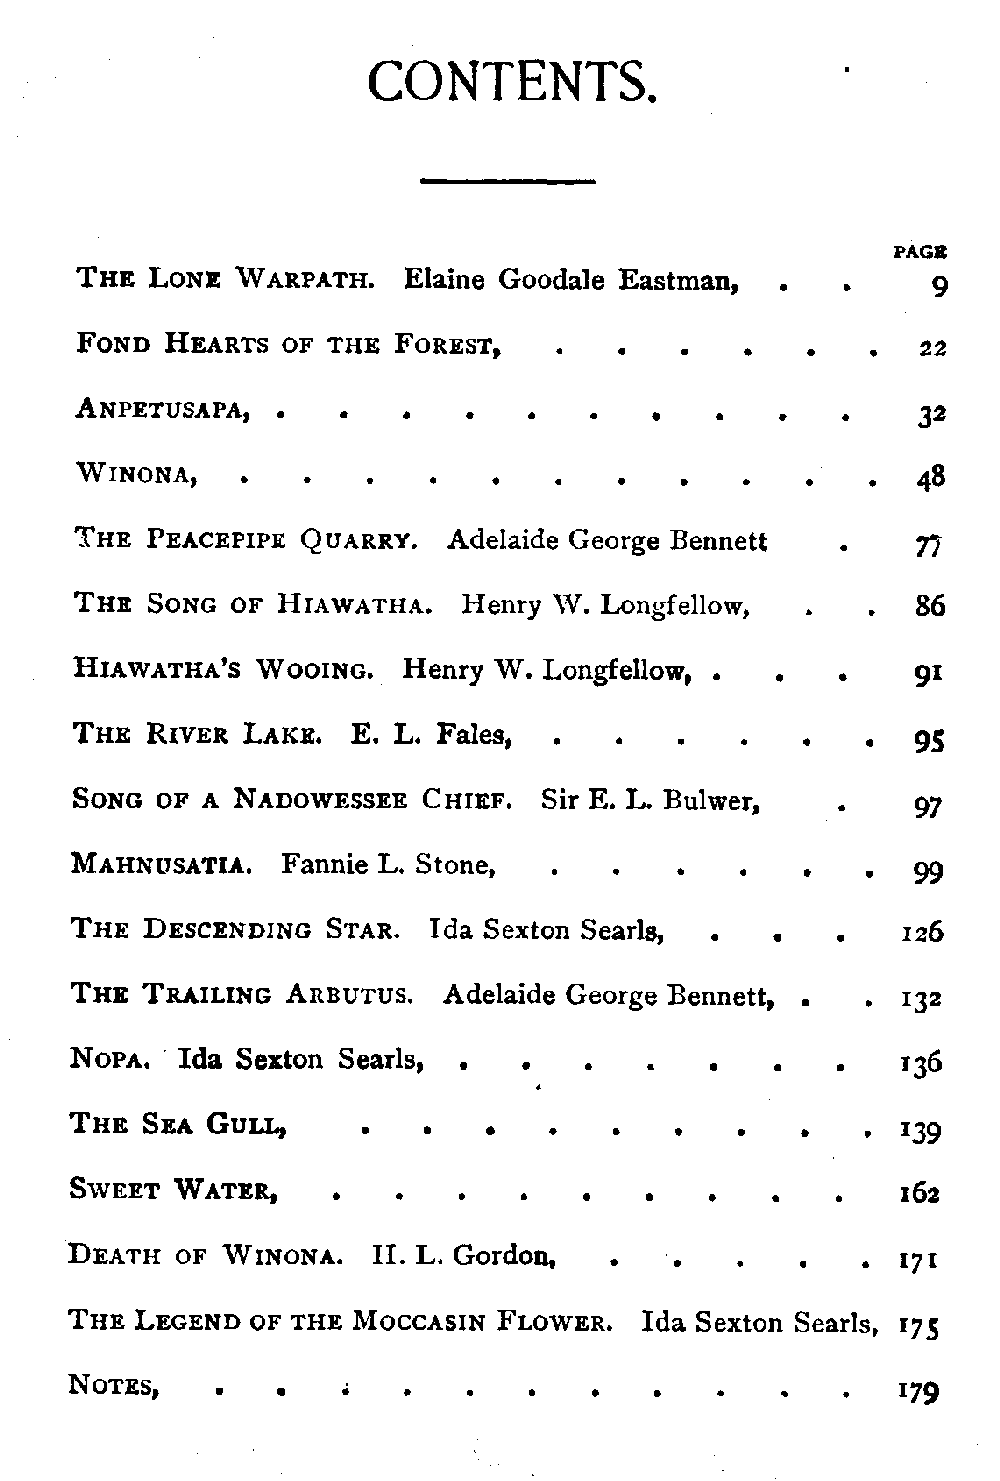 CONTENTS.
PAGE
THE LONE WARPATH. Elaine Goodale Eastman, . . 9
FOND HEARTS OF THE FOREST, . . . . . . 22
ANPETUSAPA, . . . . . . . . . . 32
WINONA, . . . . . . . . . . . 48
THE PEACEPIPE QUARRY. Adelaide George Bennett . 77
THE SONG OF HIAWATHA. Henry W. Longfellow, . . 86
HIAWATHA'S WOOING. Henry W. Longfellow, . . . 91
THE RIVER LAKE. E. L. Fales, . . . . . . 95
SONG OF A NADOWESSEE CHIEF. Sir E. L. Bulwer, . 97
MAHNUSATIA. Fannie L. Stone, . . . . . . 99
THE DESCENDING STAR. Ida Sexton Searls, . . . 126
THE TRAILING ARBUTUS. Adelaide George Bennett, . . 132
NOPA. Ida Sexton Searls, . . . . . . . 136
THE SEA GULL, . . . . . . . . . 139
SWEET WATER, . . . . . . . . . 162
DEATH OF WINONA. H. L. Gordon, . . . . . 171
THE LEGEND OF THE MOCCASIN FLOWER. Ida Sexton Searls, 175
NOTES, . . . . . . . . . . . 179